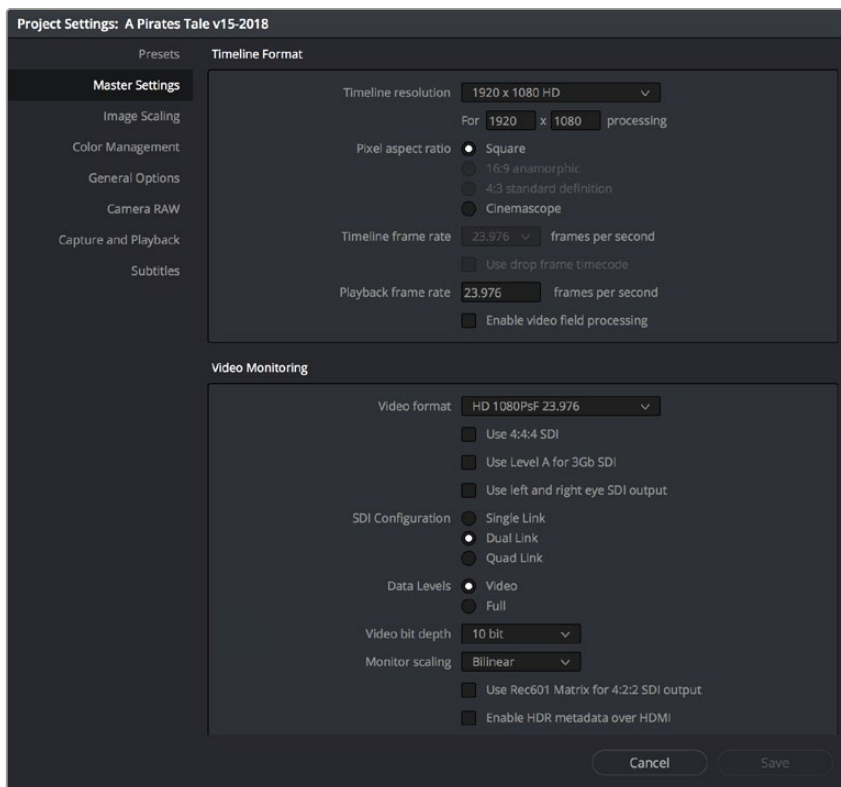 Project Settings: A Pirates Tale v15-2018
Presets
Master Settings
Image Scaling
Color Management
General Options
Camera RAW
Capture and Playback
Subtitles
Timeline Format
Timeline resolution 1920 x 1080 HD
For 1920 x 1080 processing
Pixel aspect ratio Square
16:9 anamorphic
4:3 standard definition
Cinemascope
Timeline frame rate 23.976 frames per second
Use drop frame timecode
Playback frame rate 23.976 frames per second
Enable video field processing
Video Monitoring
Video format HD 1080PsF 23.976
Use 4:4:4 SDI
Use Level A for 3Gb SDI
Use left and right eye SDI output
SDI Configuration Single Link
Dual Link
Quad Link
Data Levels Video
Full
Video bit depth 10 bit
Monitor scaling Bilinear
Use Rec601 Matrix for 4:2:2 SDI output
Enable HDR metadata over HDMI
Cancel Save